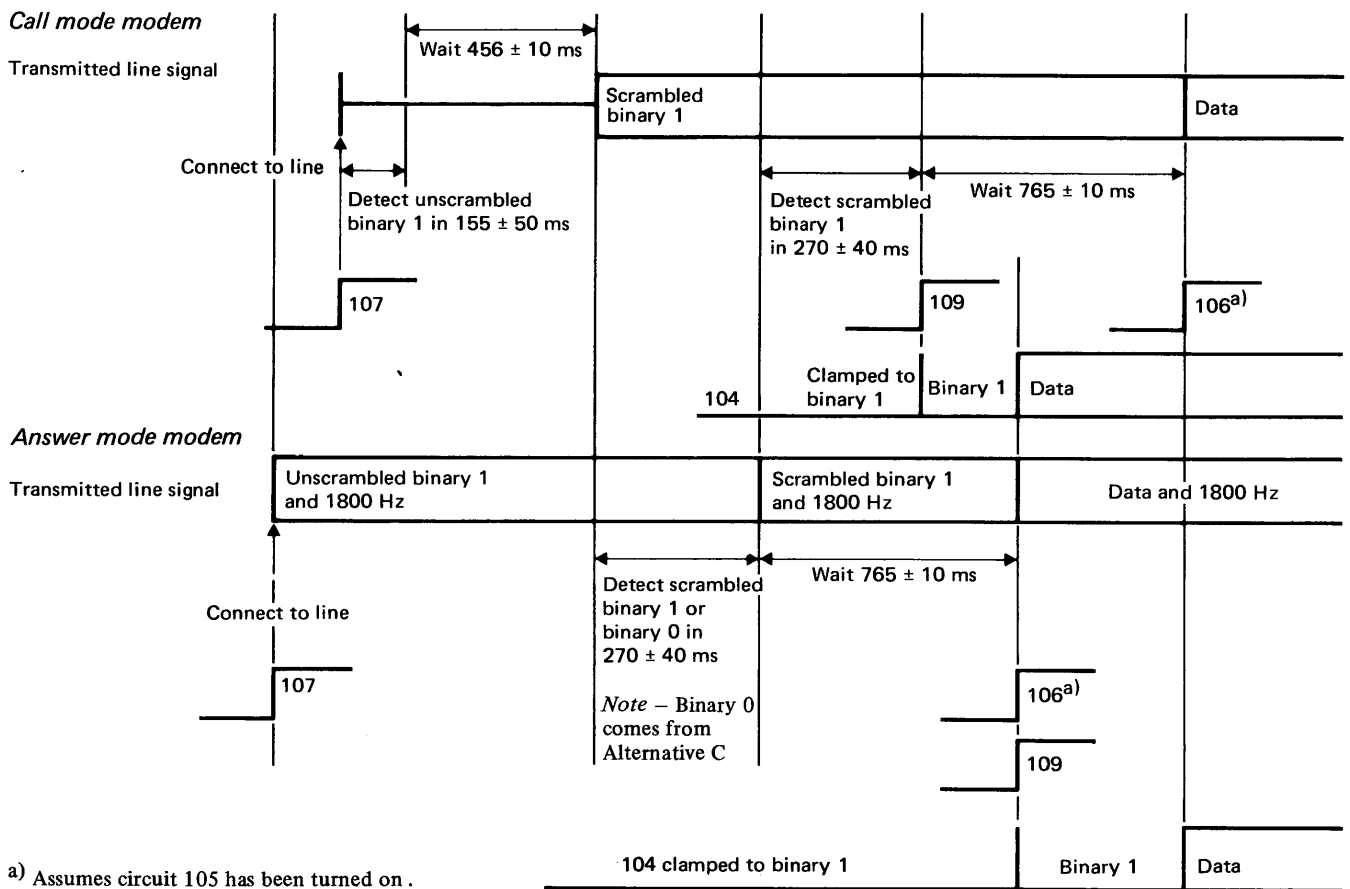 Call mode modem
Wait 456 ± 10 ms
Transmitted line signal
Scrambled
binary 1
Data
Connect to line
Wait 765 ± 10 ms
Detect unscrambled
binary 1 in 155 ± 50 ms
Detect scrambled
binary 1
in 270 ± 40 ms
107
109
106a)
Clamped to
binary 1
Binary 1
Data
104
Answer mode modem
Transmitted line signal
Unscrambled binary 1
and 1800 Hz
Scrambled binary 1
and 1800 Hz
Data and 1800 Hz
Wait 765 ± 10 ms
Detect scrambled
binary 1 or
binary 0 in
270 ± 40 ms
Connect to line
107
Note – Binary 0
comes from
Alternative C
106a)
109
a) Assumes circuit 105 has been turned on.
104 clamped to binary 1
Binary 1
Data